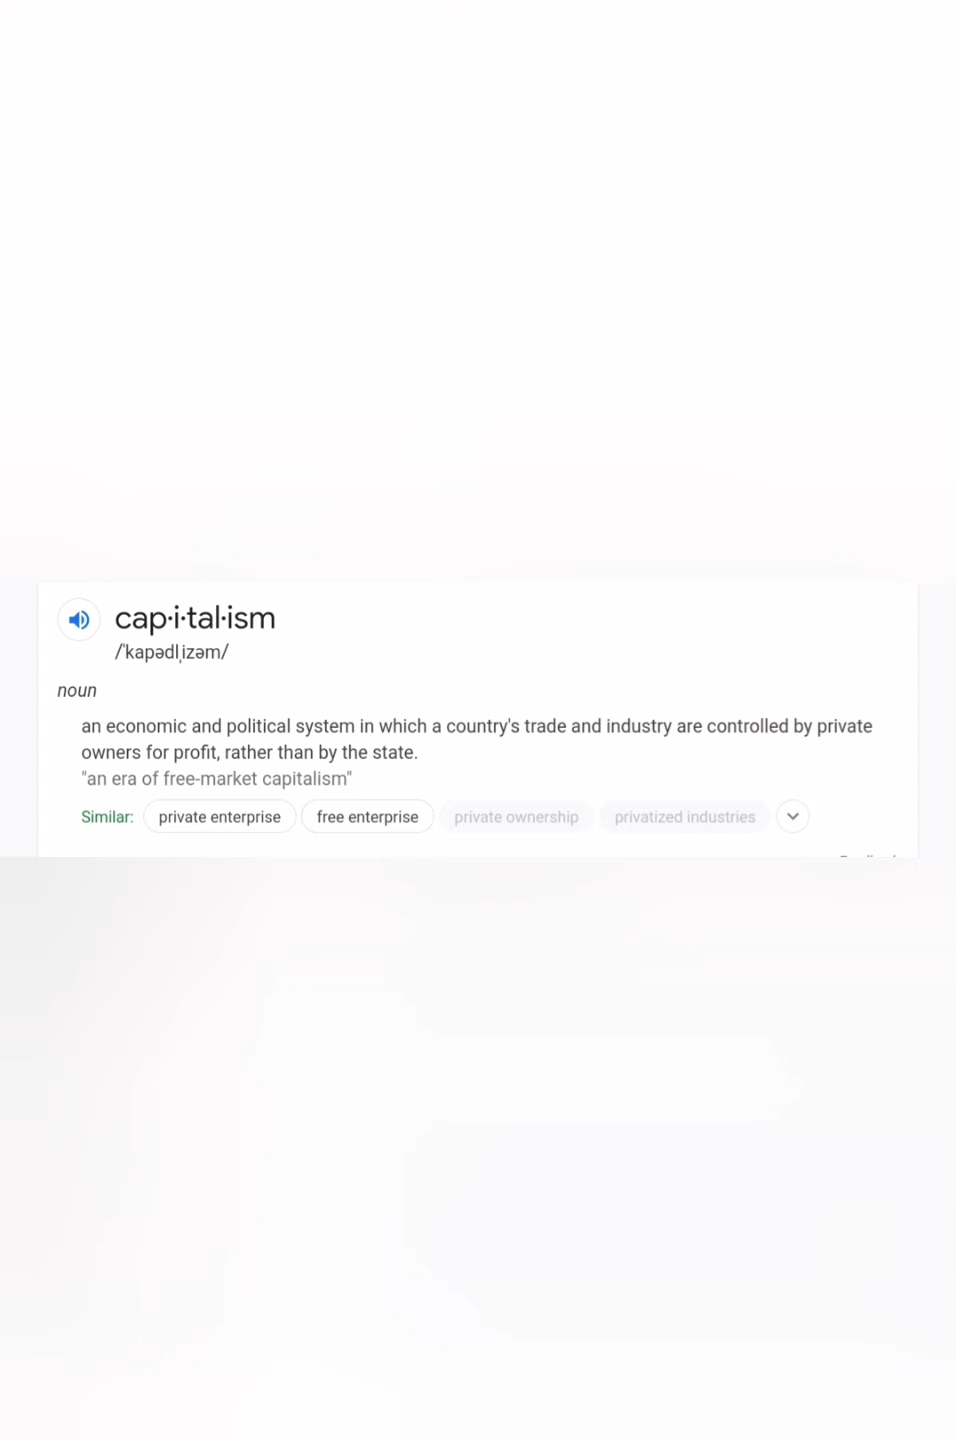 cap·i·tal·ism
/ˈkapədlˌizəm/
noun
an economic and political system in which a country's trade and industry are controlled by private
owners for profit, rather than by the state.
"an era of free-market capitalism"
Similar: private enterprise free enterprise private ownership privatized industries